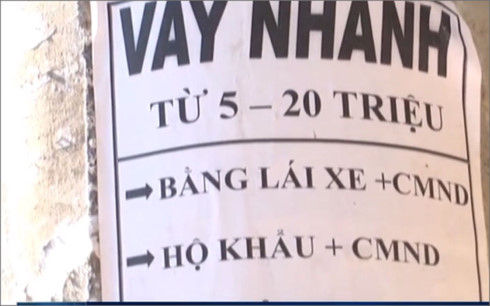 VAY NHANH
TỪ 5 – 20 TRIỆU
➡BẰNG LÁI XE +CMND
➡HỘ KHẨU + CMND